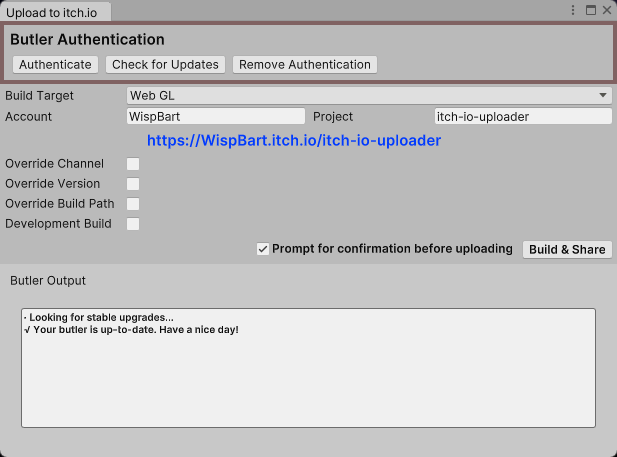 Upload to itch.io
Butler Authentication
Authenticate Check for Updates Remove Authentication
Build Target Web GL
Account WispBart Project itch-io-uploader
https://WispBart.itch.io/itch-io-uploader
Override Channel
Override Version
Override Build Path
Development Build
Prompt for confirmation before uploading Build & Share
Butler Output
· Looking for stable upgrades...
√ Your butler is up-to-date. Have a nice day!